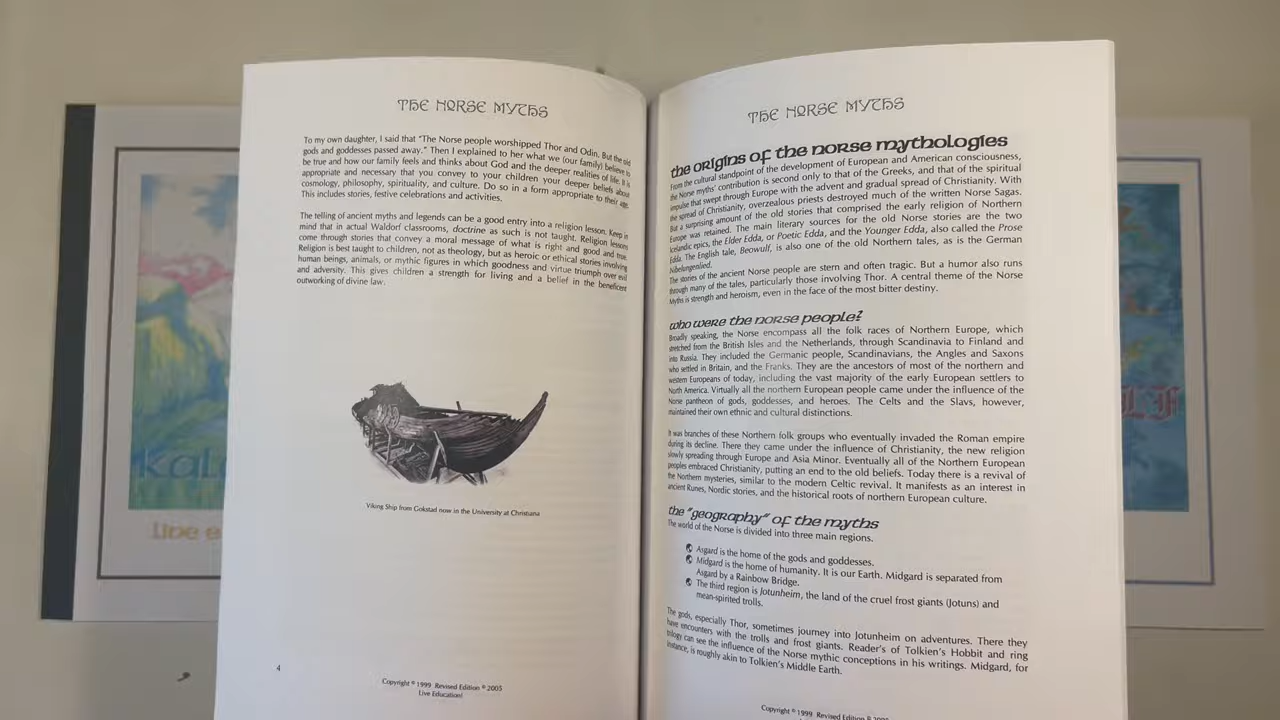 THE NORSE MYTHS
To my own daughter, I said that "The Norse people worshipped Thor and Odin. But the old
gods and goddesses passed away." Then I explained to her what we (our family) believe to
be true and how our family feels and thinks about God and the deeper realities of life. It is
appropriate and necessary that you convey to your children your deeper beliefs about
cosmology, philosophy, spirituality, and culture. Do so in a form appropriate to their age.
This includes stories, festive celebrations and activities.
The telling of ancient myths and legends can be a good entry into a religion lesson. Keep in
mind that in actual Waldorf classrooms, doctrine as such is not taught. Religion lessons
come through stories that convey a moral message of what is right and good and true.
Religion is best taught to children, not as theology, but as heroic or ethical stories involving
human beings, animals, or mythic figures in which goodness and virtue triumph over evil
and adversity. This gives children a strength for living and a belief in the beneficent
outworking of divine law.
Viking Ship from Gokstad now in the University at Christiana
4
Copyright © 1999 Revised Edition © 2005
Live Education!
THE NORSE MYTHS
the origins of the norse mythologies
From the cultural standpoint of the development of European and American consciousness,
the Norse myths' contribution is second only to that of the Greeks, and that of the spiritual
impulse that swept through Europe with the advent and gradual spread of Christianity. With
the spread of Christianity, overzealous priests destroyed much of the written Norse Sagas.
But a surprising amount of the old stories that comprised the early religion of Northern
Europe was retained. The main literary sources for the old Norse stories are the two
Icelandic epics, the Elder Edda, or Poetic Edda, and the Younger Edda, also called the Prose
Edda. The English tale, Beowulf, is also one of the old Northern tales, as is the German
Nibelungenlied.
The stories of the ancient Norse people are stern and often tragic. But a humor also runs
through many of the tales, particularly those involving Thor. A central theme of the Norse
Myths is strength and heroism, even in the face of the most bitter destiny.
who were the norse people?
Broadly speaking, the Norse encompass all the folk races of Northern Europe, which
stretched from the British Isles and the Netherlands, through Scandinavia to Finland and
into Russia. They included the Germanic people, Scandinavians, the Angles and Saxons
who settled in Britain, and the Franks. They are the ancestors of most of the northern and
western Europeans of today, including the vast majority of the early European settlers to
North America. Virtually all the northern European people came under the influence of the
Norse pantheon of gods, goddesses, and heroes. The Celts and the Slavs, however,
maintained their own ethnic and cultural distinctions.
It was branches of these Northern folk groups who eventually invaded the Roman empire
during its decline. There they came under the influence of Christianity, the new religion
slowly spreading through Europe and Asia Minor. Eventually all of the Northern European
peoples embraced Christianity, putting an end to the old beliefs. Today there is a revival of
the Northern mysteries, similar to the modern Celtic revival. It manifests as an interest in
ancient Runes, Nordic stories, and the historical roots of northern European culture.
the "geography" of the myths
The world of the Norse is divided into three main regions.
Asgard is the home of the gods and goddesses.
Midgard is the home of humanity. It is our Earth. Midgard is separated from
Asgard by a Rainbow Bridge.
The third region is Jotunheim, the land of the cruel frost giants (Jotuns) and
mean-spirited trolls.
The gods, especially Thor, sometimes journey into Jotunheim on adventures. There they
have encounters with the trolls and frost giants. Reader's of Tolkien's Hobbit and ring
trilogy can see the influence of the Norse mythic conceptions in his writings. Midgard, for
instance, is roughly akin to Tolkien's Middle Earth.
Copyright © 1999 Revised Edition © 2005
Kal
Live e
LF